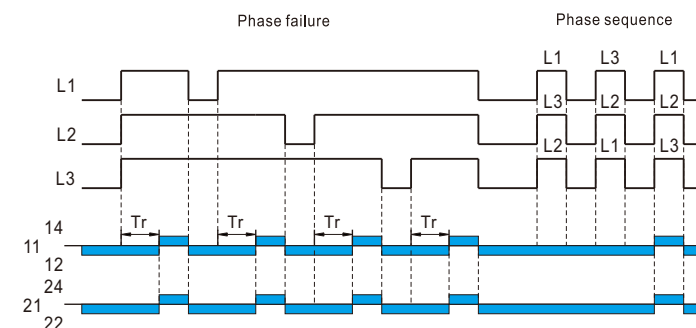 Phase failure
Phase sequence
L1
L1 L3 L1
L2
L3 L2 L2
L3
L2 L1 L3
Tr Tr Tr Tr
14
11
12
24
21
22